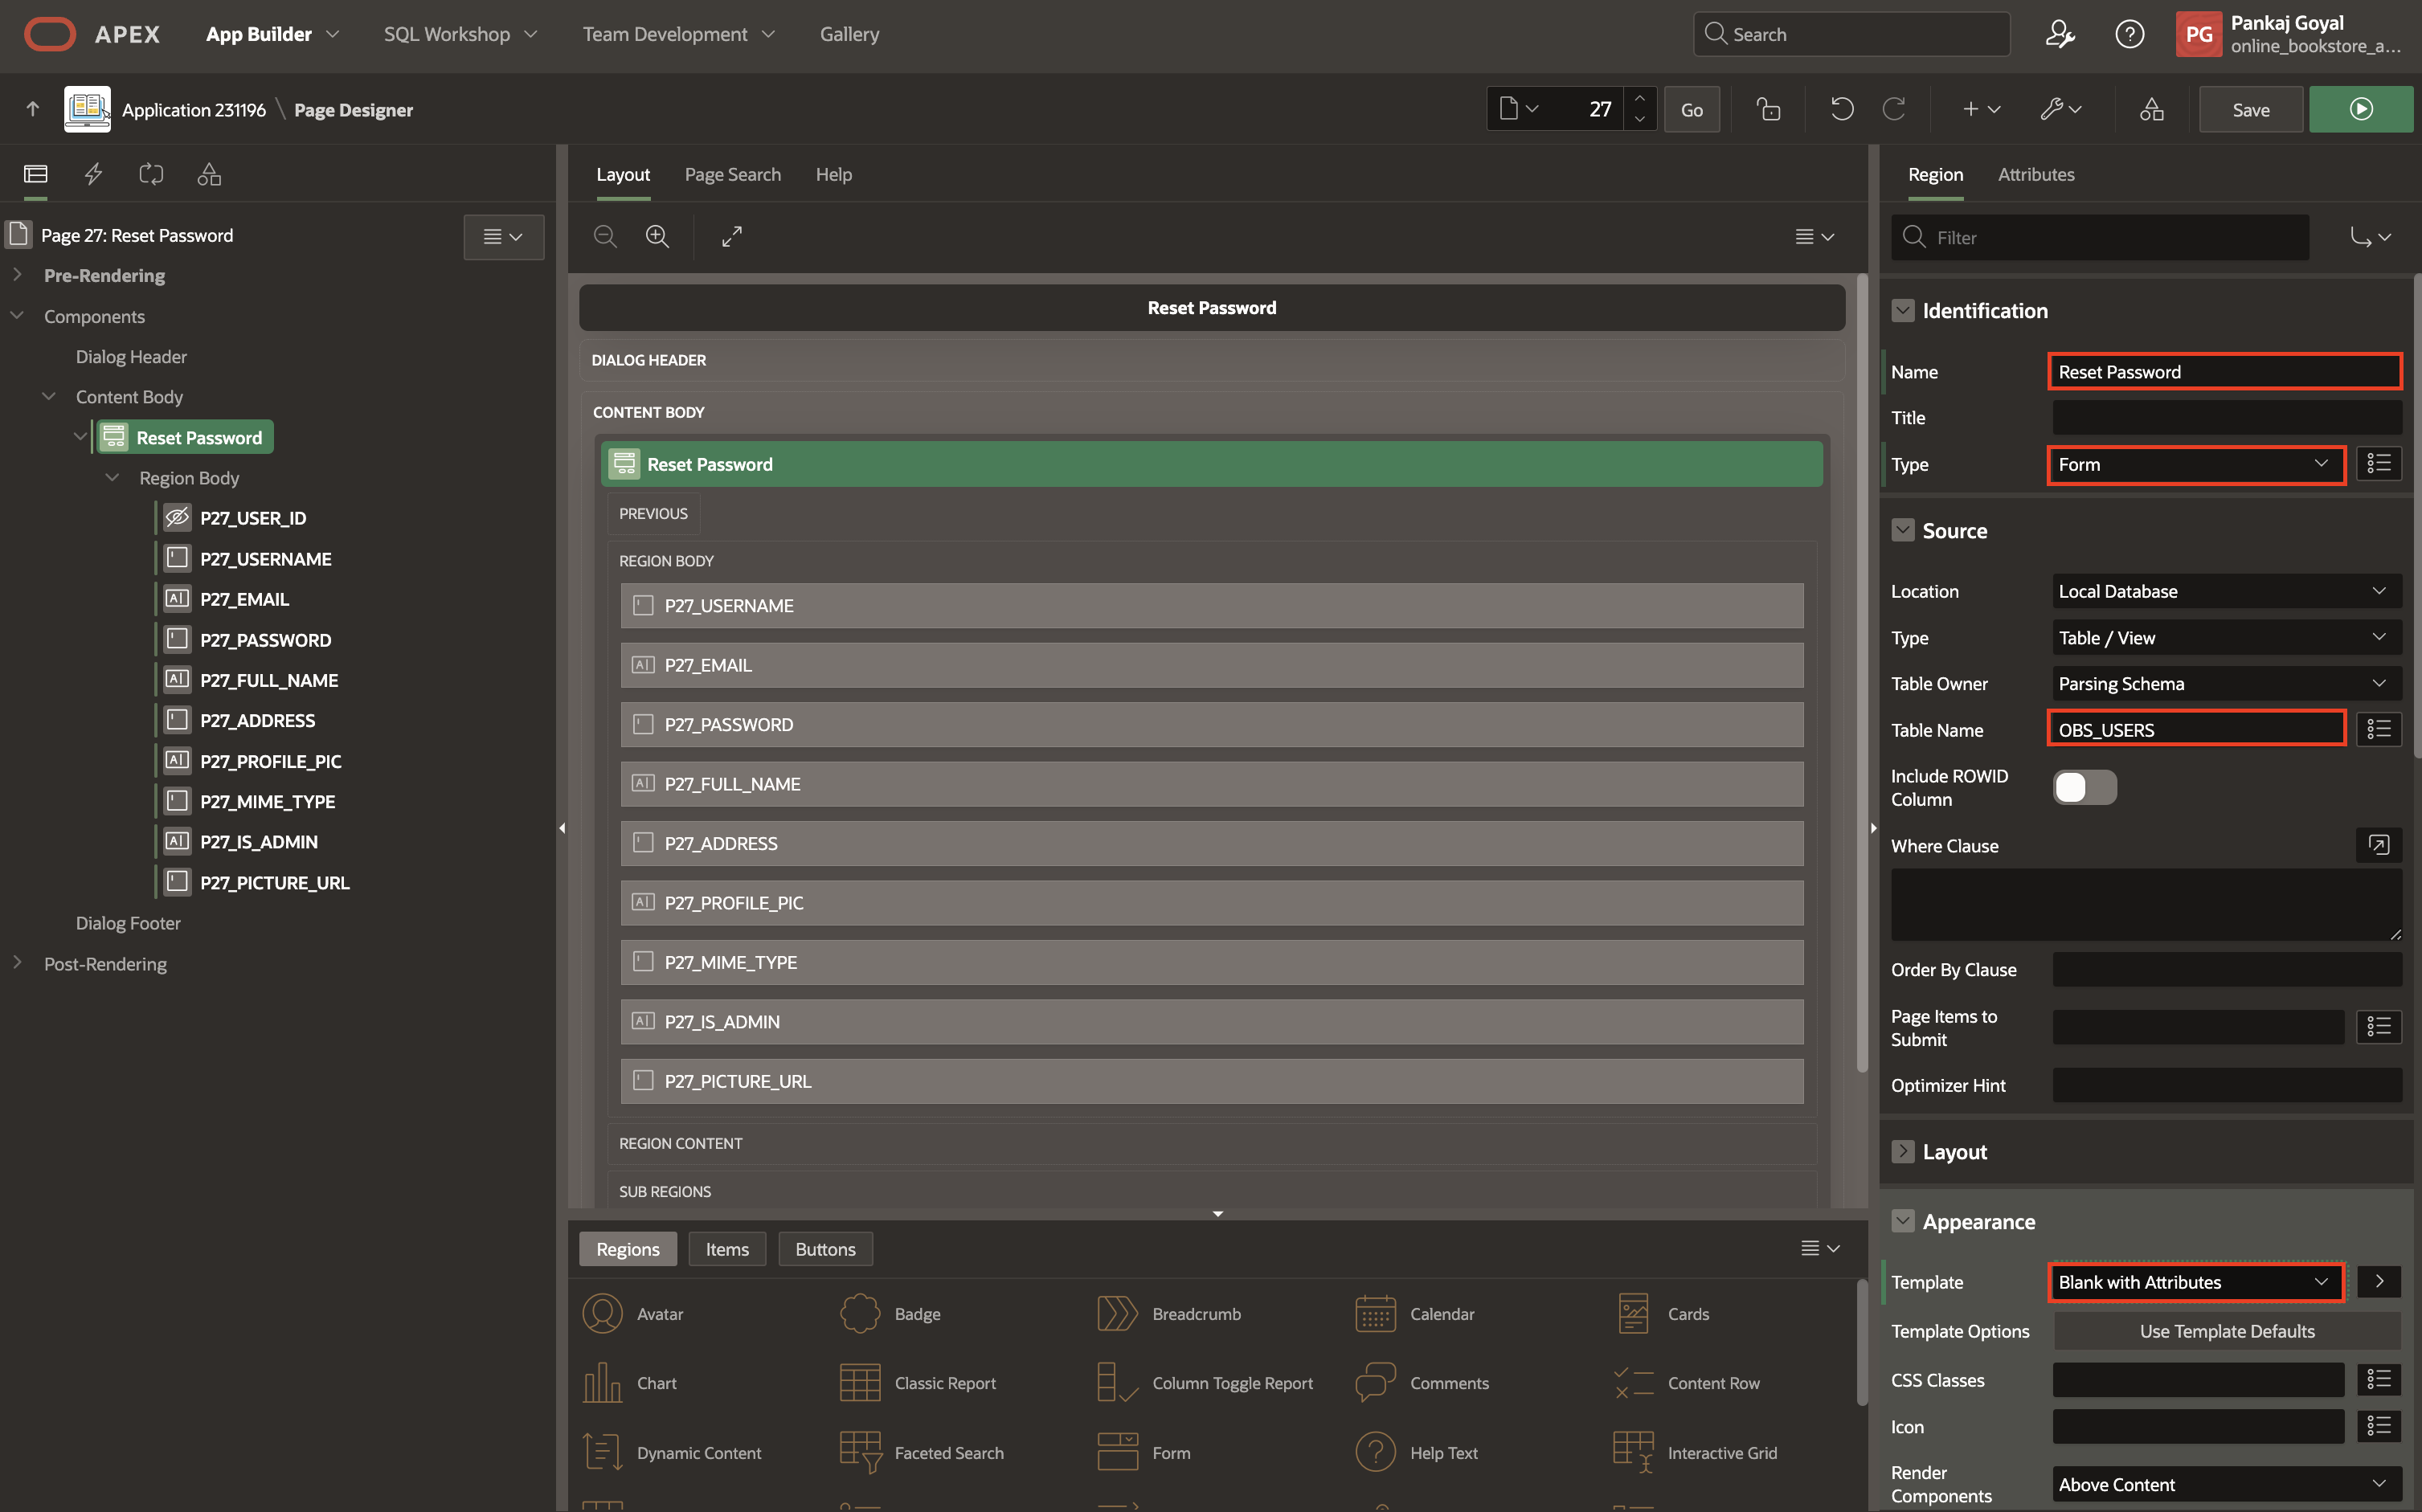 APEX App Builder SQL Workshop Team Development Gallery Search PG Pankaj Goyal
online_bookstore_a...
Application 231196 \ Page Designer 27 Go Save
Layout Page Search Help
Region Attributes
Page 27: Reset Password
Pre-Rendering
Components
Dialog Header
Content Body
Reset Password
Region Body
P27_USER_ID
P27_USERNAME
P27_EMAIL
P27_PASSWORD
P27_FULL_NAME
P27_ADDRESS
P27_PROFILE_PIC
P27_MIME_TYPE
P27_IS_ADMIN
P27_PICTURE_URL
Dialog Footer
Post-Rendering
Reset Password
DIALOG HEADER
CONTENT BODY
Reset Password
PREVIOUS
REGION BODY
P27_USERNAME
P27_EMAIL
P27_PASSWORD
P27_FULL_NAME
P27_ADDRESS
P27_PROFILE_PIC
P27_MIME_TYPE
P27_IS_ADMIN
P27_PICTURE_URL
REGION CONTENT
SUB REGIONS
Regions Items Buttons
Avatar Badge Breadcrumb Calendar Cards
Chart Classic Report Column Toggle Report Comments Content Row
Dynamic Content Faceted Search Form Help Text Interactive Grid
Filter
Identification
Name Reset Password
Title
Type Form
Source
Location Local Database
Type Table / View
Table Owner Parsing Schema
Table Name OBS_USERS
Include ROWID
Column
Where Clause
Order By Clause
Page Items to
Submit
Optimizer Hint
Layout
Appearance
Template Blank with Attributes
Template Options Use Template Defaults
CSS Classes
Icon
Render
Components Above Content